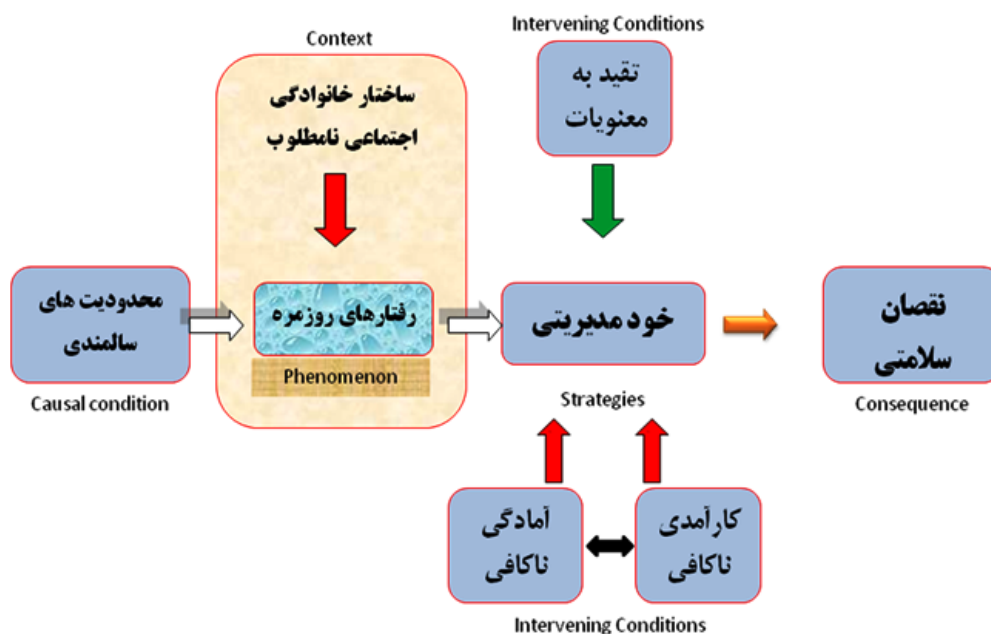 Context
ساختار خانوادگی
اجتماعی نامطلوب
Intervening Conditions
تقید به
معنویات
محدودیت های
سالمندی
Causal condition
رفتارهای روزمره
Phenomenon
خود مدیریتی
Strategies
نقصان
سلامتی
Consequence
آمادگی
ناکافی
کارآمدی
ناکافی
Intervening Conditions